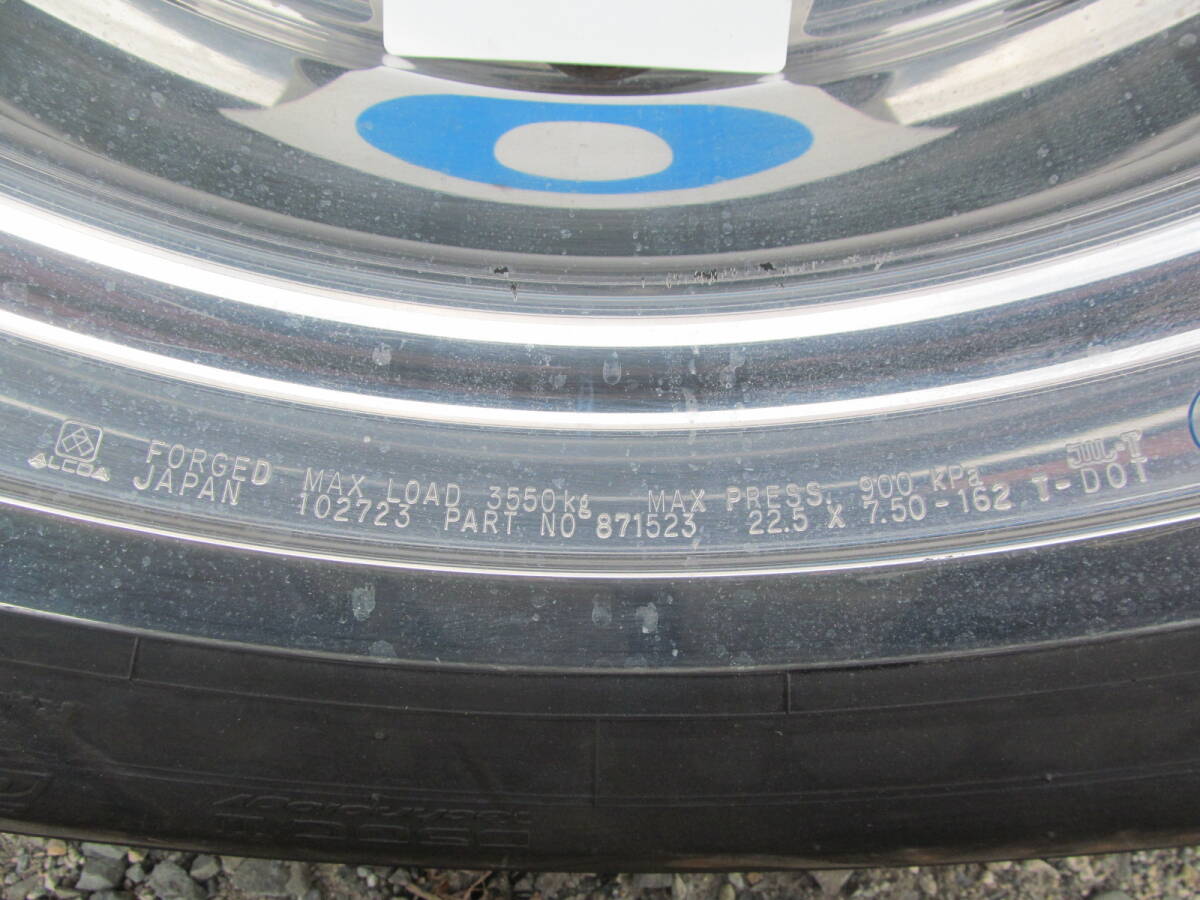 ALCOA FORGED MAX LOAD 3550kg MAX PRESS. 900 KPa JWL-T
JAPAN 102723 PART NO 871523 22.5 x 7.50-162 T-DOT